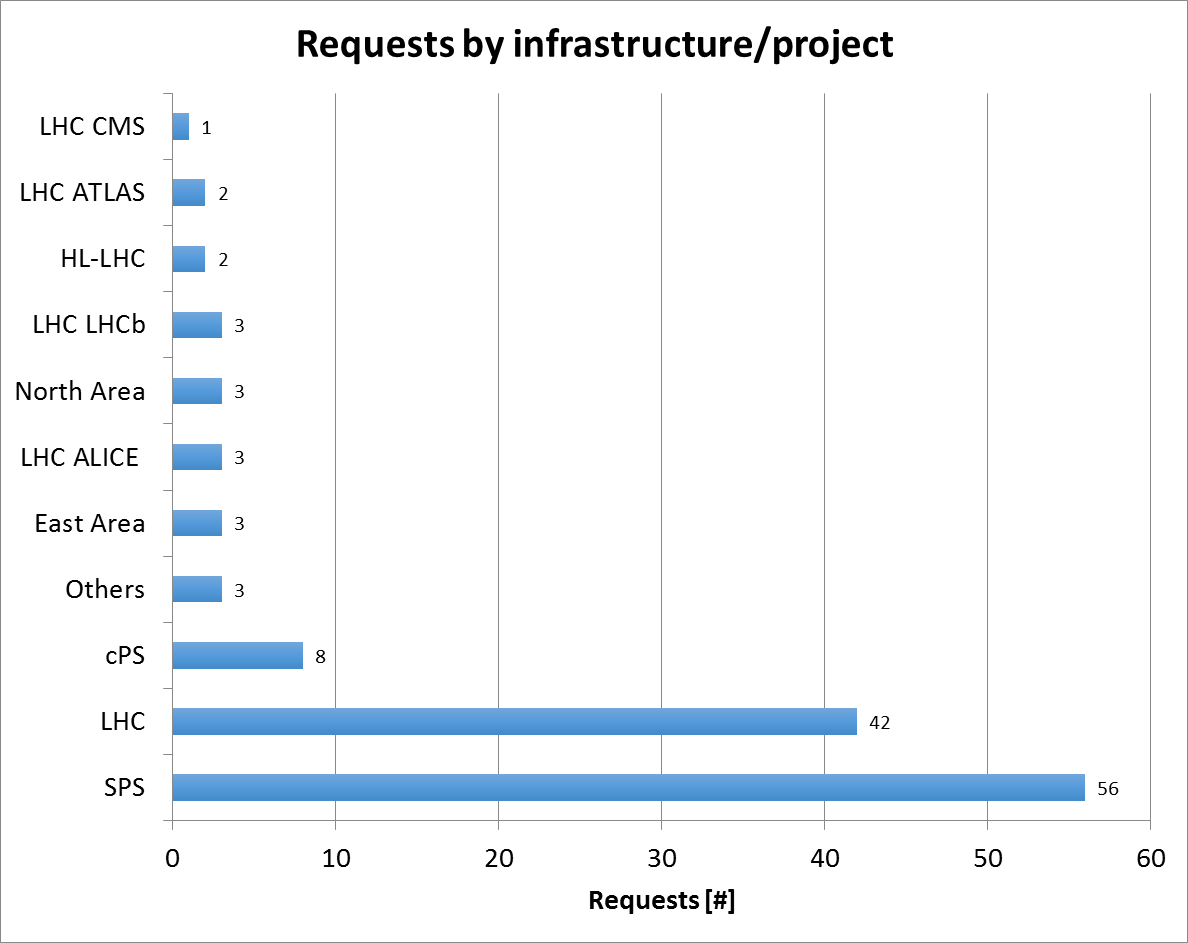 Requests by infrastructure/project
LHC CMS 1
LHC ATLAS 2
HL-LHC 2
LHC LHCb 3
North Area 3
LHC ALICE 3
East Area 3
Others 3
cPS 8
LHC 42
SPS 56
0 10 20 30 40 50 60
Requests [#]